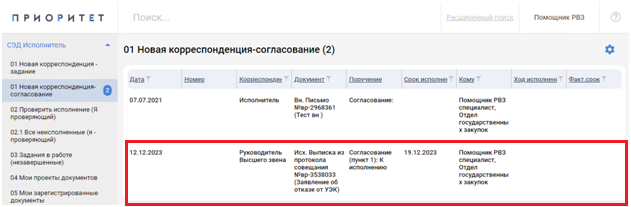 ПРИОРИТЕТ
Поиск...
Расширенный поиск
Помощник РВЗ
СЭД Исполнитель
01 Новая корреспонденция -
задание
01 Новая корреспонденция-
согласование
2
02 Проверить исполнение (Я
проверяющий)
02.1 Все неисполненные (я -
проверяющий)
03 Задания в работе
(незавершенные)
04 Мои проекты документов
05 Мои зарегистрированные
документы
01 Новая корреспонденция-согласование (2)
Дата Номер Корреспонден Документ Поручение Срок исполнен Кому Ход исполнен Факт.срок
07.07.2021 Исполнитель Вн. Письмо Согласование: Помощник РВЗ
№вр-2968361 специалист,
(Тест вн ) Отдел
государственны
х закупок
12.12.2023 Руководитель Исх. Выписка из Согласование 19.12.2023 Помощник РВЗ
Высшего звена протокола (пункт 1): К специалист,
совещания исполнению Отдел
№вр-3538033 государственны
(Заявление об х закупок
отказе от УЭК)